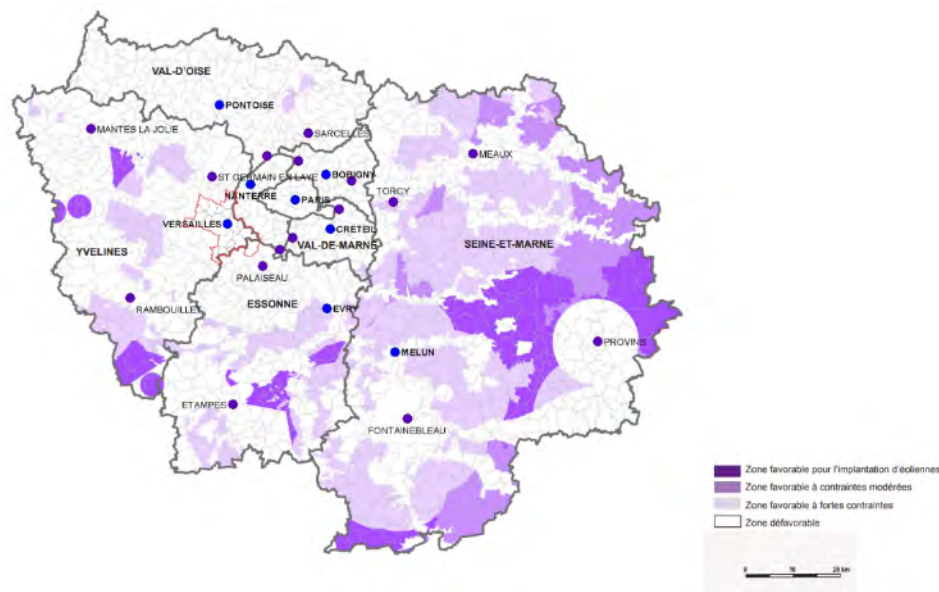 VAL-D'OISE
PONTOISE
MANTES LA JOLIE
SARCELLES
MEAUX
ST GERMAIN EN LAYE
BOBIGNY
NANTERRE
TORCY
PARIS
VERSAILLES
CRETEIL
VAL-DE-MARNE
SEINE-ET-MARNE
YVELINES
PALAISEAU
ESSONNE
RAMBOUILLET
EVRY
PROVINS
MELUN
ETAMPES
FONTAINEBLEAU
Zone favorable pour l'implantation d'éoliennes
Zone favorable à contraintes modérées
Zone favorable à fortes contraintes
Zone défavorable
0 10 20 km